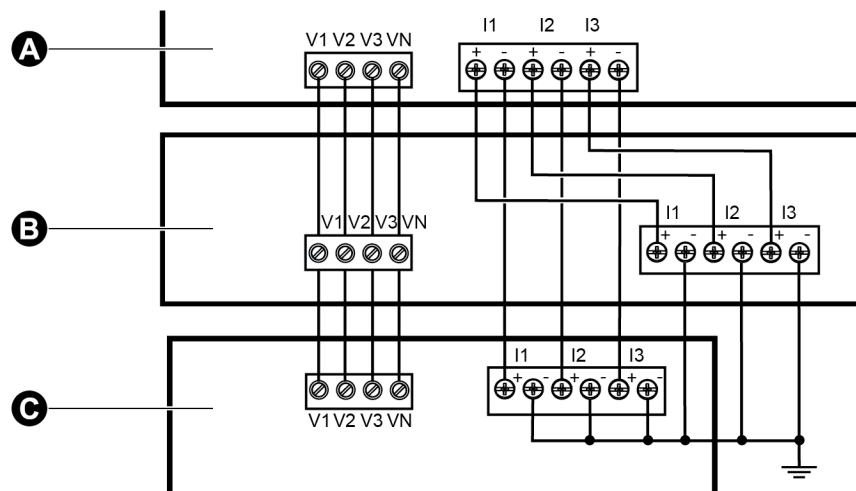 A
V1 V2 V3 VN
I1 I2 I3
+ - + - + -
B
V1 V2 V3 VN
I1 I2 I3
+ - + - + -
C
I1 I2 I3
+ - + - + -
V1 V2 V3 VN